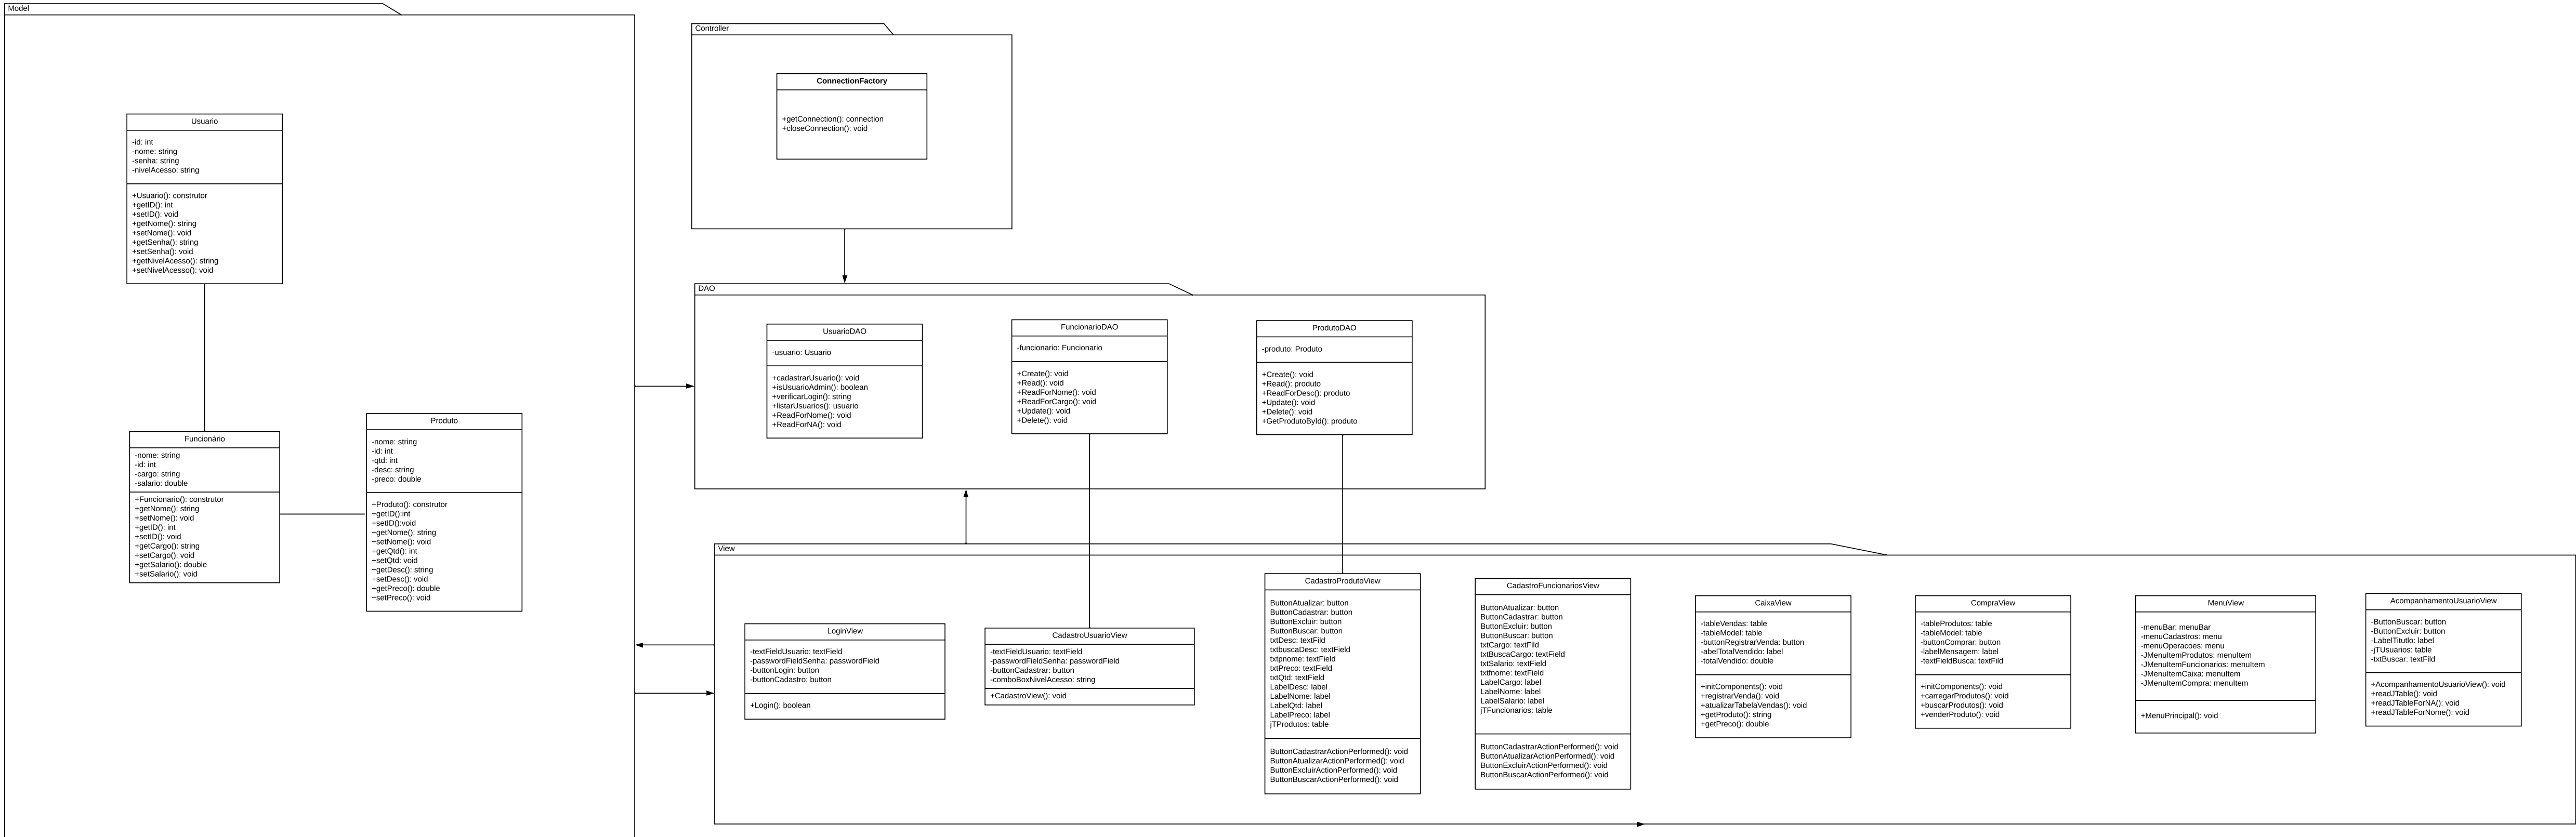 Model
Usuario
-id: int
-nome: string
-senha: string
-nivelAcesso: string
+Usuario(): construtor
+getID(): int
+setID(): void
+getNome(): string
+setNome(): void
+getSenha(): string
+setSenha(): void
+getNivelAcesso(): string
+setNivelAcesso(): void
Funcionário
-nome: string
-id: int
-cargo: string
-salario: double
+Funcionario(): construtor
+getNome(): string
+setNome(): void
+getID(): int
+setID(): void
+getCargo(): string
+setCargo(): void
+getSalario(): double
+setSalario(): void
Produto
-nome: string
-id: int
-qtd: int
-desc: string
-preco: double
+Produto(): construtor
+getID():int
+setID():void
+getNome(): string
+setNome(): void
+getQtd(): int
+setQtd: void
+getDesc(): string
+setDesc(): void
+getPreco(): double
+setPreco(): void
Controller
ConnectionFactory
+getConnection(): connection
+closeConnection(): void
DAO
UsuarioDAO
-usuario: Usuario
+cadastrarUsuario(): void
+isUsuarioAdmin(): boolean
+verificarLogin(): string
+listarUsuarios(): usuario
+ReadForNome(): void
+ReadForNA(): void
FuncionarioDAO
-funcionario: Funcionario
+Create(): void
+Read(): void
+ReadForNome(): void
+ReadForCargo(): void
+Update(): void
+Delete(): void
ProdutoDAO
-produto: Produto
+Create(): void
+Read(): produto
+ReadForDesc(): produto
+Update(): void
+Delete(): void
+GetProdutoById(): produto
View
LoginView
-textFieldUsuario: textField
-passwordFieldSenha: passwordField
-buttonLogin: button
-buttonCadastro: button
+Login(): boolean
CadastroUsuarioView
-textFieldUsuario: textField
-passwordFieldSenha: passwordField
-buttonCadastrar: button
-comboBoxNivelAcesso: string
+CadastroView(): void
CadastroProdutoView
ButtonAtualizar: button
ButtonCadastrar: button
ButtonExcluir: button
ButtonBuscar: button
txtDesc: textFild
txtbuscaDesc: textField
txtpnome: textField
txtPreco: textField
txtQtd: textField
LabelDesc: label
LabelNome: label
LabelQtd: label
LabelPreco: label
jTProdutos: table
ButtonCadastrarActionPerformed(): void
ButtonAtualizarActionPerformed(): void
ButtonExcluirActionPerformed(): void
ButtonBuscarActionPerformed(): void
CadastroFuncionariosView
ButtonAtualizar: button
ButtonCadastrar: button
ButtonExcluir: button
ButtonBuscar: button
txtCargo: textFild
txtBuscaCargo: textField
txtSalario: textField
txtfnome: textField
LabelCargo: label
LabelNome: label
LabelSalario: label
jTFuncionarios: table
ButtonCadastrarActionPerformed(): void
ButtonAtualizarActionPerformed(): void
ButtonExcluirActionPerformed(): void
ButtonBuscarActionPerformed(): void
CaixaView
-tableVendas: table
-tableModel: table
-buttonRegistrarVenda: button
-abelTotalVendido: label
-totalVendido: double
+initComponents(): void
+registrarVenda(): void
+atualizarTabelaVendas(): void
+getProduto(): string
+getPreco(): double
CompraView
-tableProdutos: table
-tableModel: table
-buttonComprar: button
-labelMensagem: label
-textFieldBusca: textFild
+initComponents(): void
+carregarProdutos(): void
+buscarProdutos(): void
+venderProduto(): void
MenuView
-menuBar: menuBar
-menuCadastros: menu
-menuOperacoes: menu
-JMenuItemProdutos: menuItem
-JMenuItemFuncionarios: menuItem
-JMenuItemCaixa: menuItem
-JMenuItemCompra: menuItem
+MenuPrincipal(): void
AcompanhamentoUsuarioView
-ButtonBuscar: button
-ButtonExcluir: button
-LabelTitutlo: label
-jTUsuarios: table
-txtBuscar: textFild
+AcompanhamentoUsuarioView(): void
+readJTable(): void
+readJTableForNA(): void
+readJTableForNome(): void